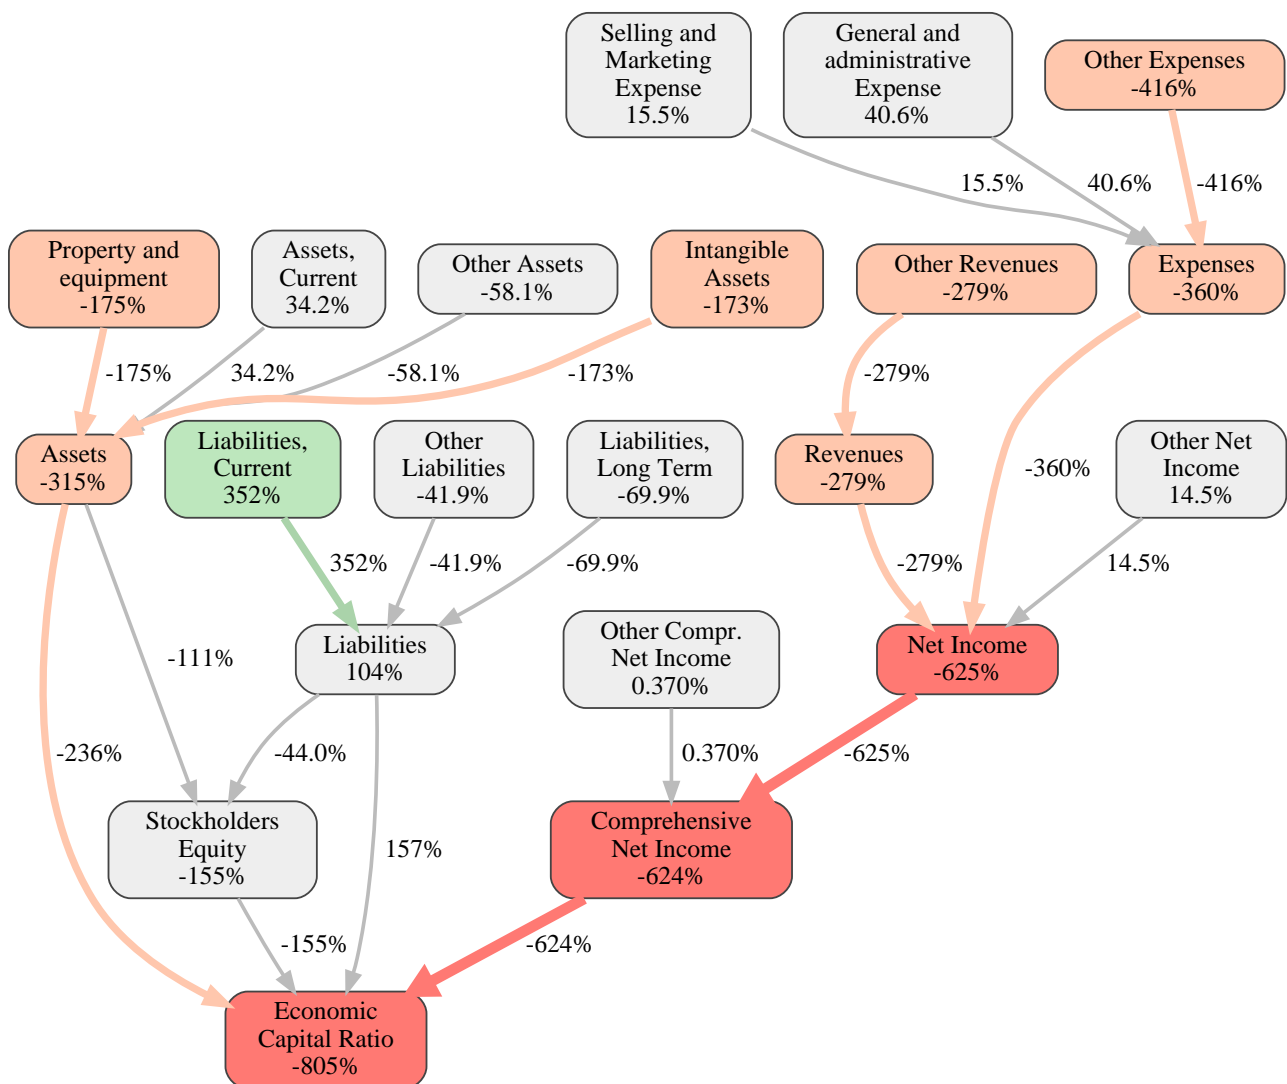 Selling and
Marketing
Expense
15.5%
General and
administrative
Expense
40.6%
Other Expenses
-416%
15.5%
40.6%
-416%
Property and
equipment
-175%
Assets,
Current
34.2%
Other Assets
-58.1%
Intangible
Assets
-173%
Other Revenues
-279%
Expenses
-360%
-175%
34.2%
-58.1%
-173%
-279%
Assets
-315%
Liabilities,
Current
352%
Other
Liabilities
-41.9%
Liabilities,
Long Term
-69.9%
Revenues
-279%
-360%
Other Net
Income
14.5%
352%
-41.9%
-69.9%
-279%
14.5%
Liabilities
104%
Other Compr.
Net Income
0.370%
Net Income
-625%
-111%
-236%
-44.0%
0.370%
-625%
Stockholders
Equity
-155%
157%
Comprehensive
Net Income
-624%
-155%
-624%
Economic
Capital Ratio
-805%